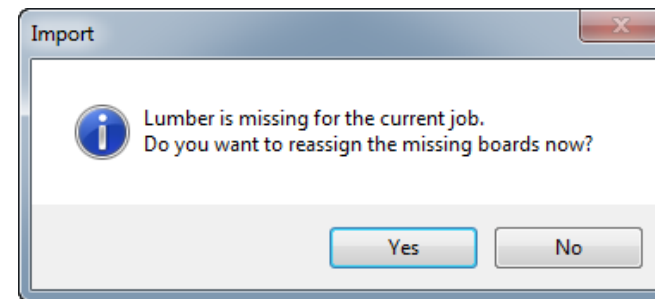 Import
Lumber is missing for the current job.
Do you want to reassign the missing boards now?
Yes
No